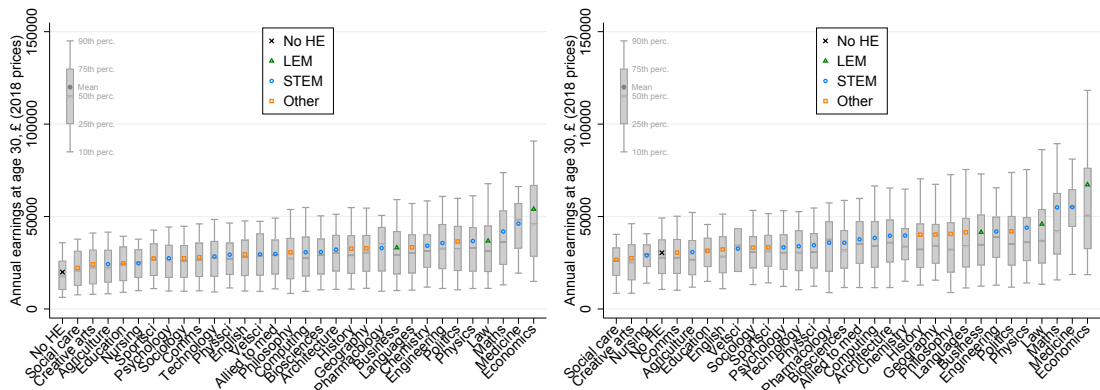 Annual earnings at age 30, £ (2018 prices)
150000
100000
50000
0
90th perc.
75th perc.
Mean
50th perc.
25th perc.
10th perc.
No HE
LEM
STEM
Other
No HE
Social care
Creative arts
Agriculture
Education
Nursing
Sportsci
Psychology
Sociology
Comms
Technology
Physsci
English
Vetsci
Allied to med
Philosophy
Computing
Biosciences
Architecture
History
Geography
Pharmacology
Business
Languages
Chemistry
Engineering
Politics
Physics
Law
Maths
Medicine
Economics
Annual earnings at age 30, £ (2018 prices)
150000
100000
50000
0
90th perc.
75th perc.
Mean
50th perc.
25th perc.
10th perc.
No HE
LEM
STEM
Other
Social care
Creative arts
Nursing
No HE
Comms
Agriculture
Education
English
Vetsci
Sociology
Sportsci
Psychology
Technology
Physsci
Pharmacology
Biosciences
Allied to med
Computing
Architecture
Chemistry
History
Geography
Philosophy
Languages
Business
Engineering
Politics
Physics
Law
Maths
Medicine
Economics